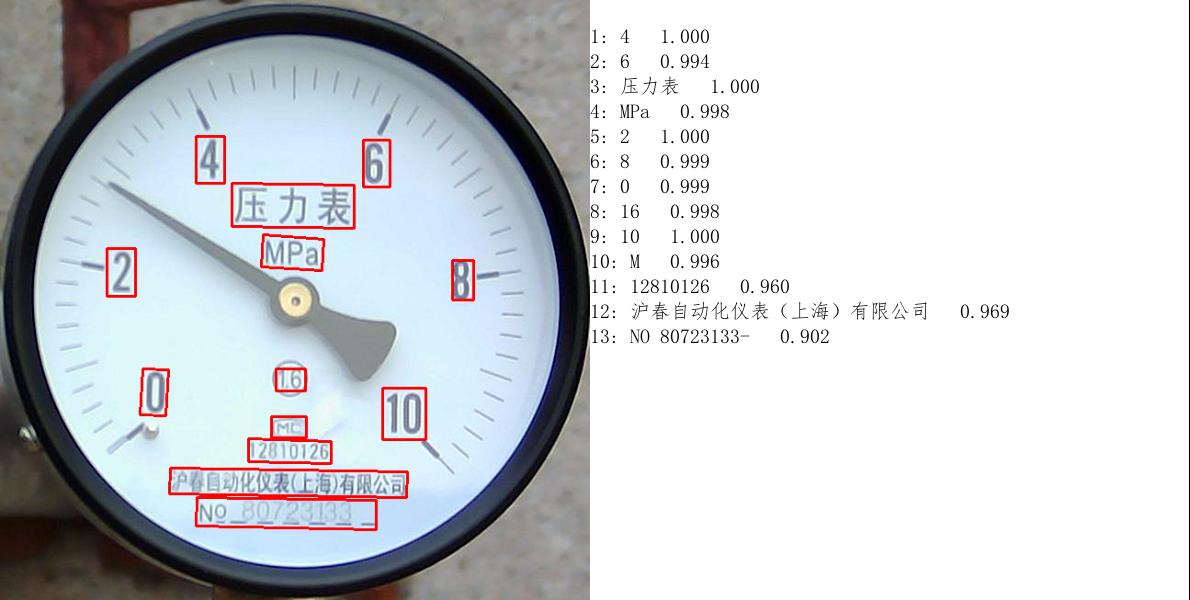 4 6
压力表
MPa
2 8
1.6
0 10
MC
12810126
沪春自动化仪表(上海)有限公司
No 80723133
1: 4 1.000
2: 6 0.994
3: 压力表 1.000
4: MPa 0.998
5: 2 1.000
6: 8 0.999
7: 0 0.999
8: 16 0.998
9: 10 1.000
10: M 0.996
11: 12810126 0.960
12: 沪春自动化仪表（上海）有限公司 0.969
13: NO 80723133- 0.902